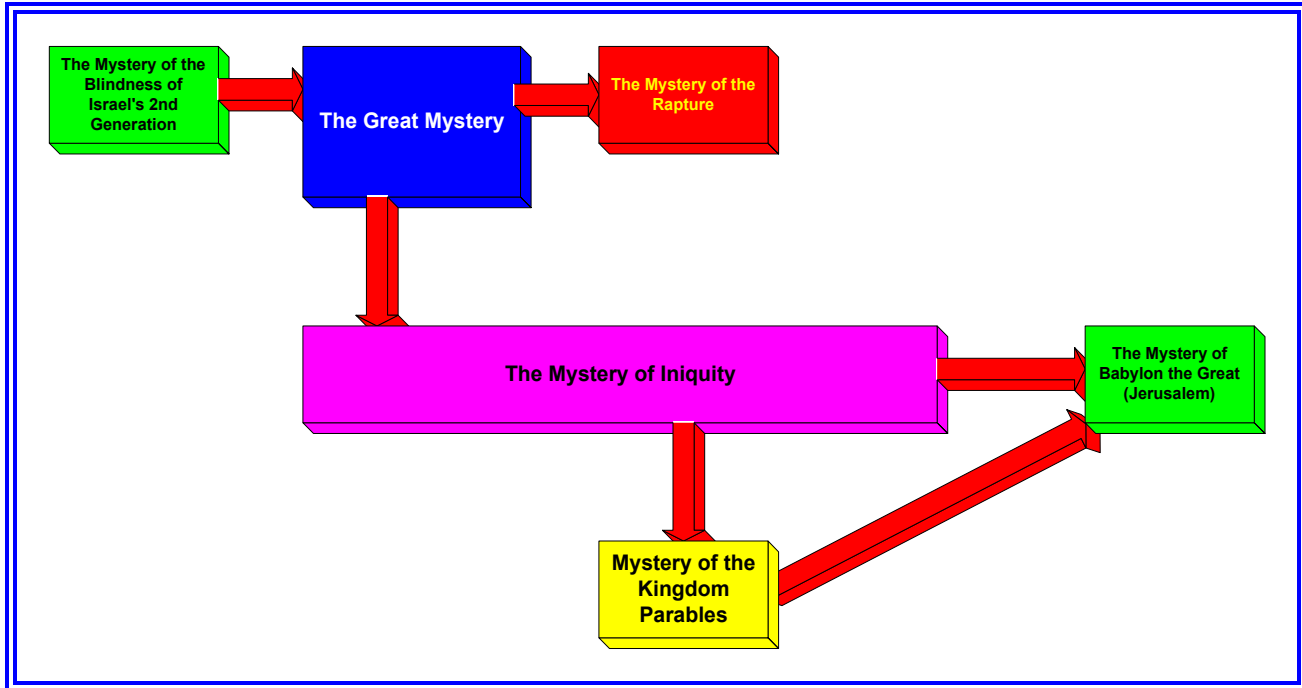 The Mystery of the
Blindness of
Israel's 2nd
Generation
The Great Mystery
The Mystery of the
Rapture
The Mystery of Iniquity
The Mystery of
Babylon the Great
(Jerusalem)
Mystery of the
Kingdom
Parables